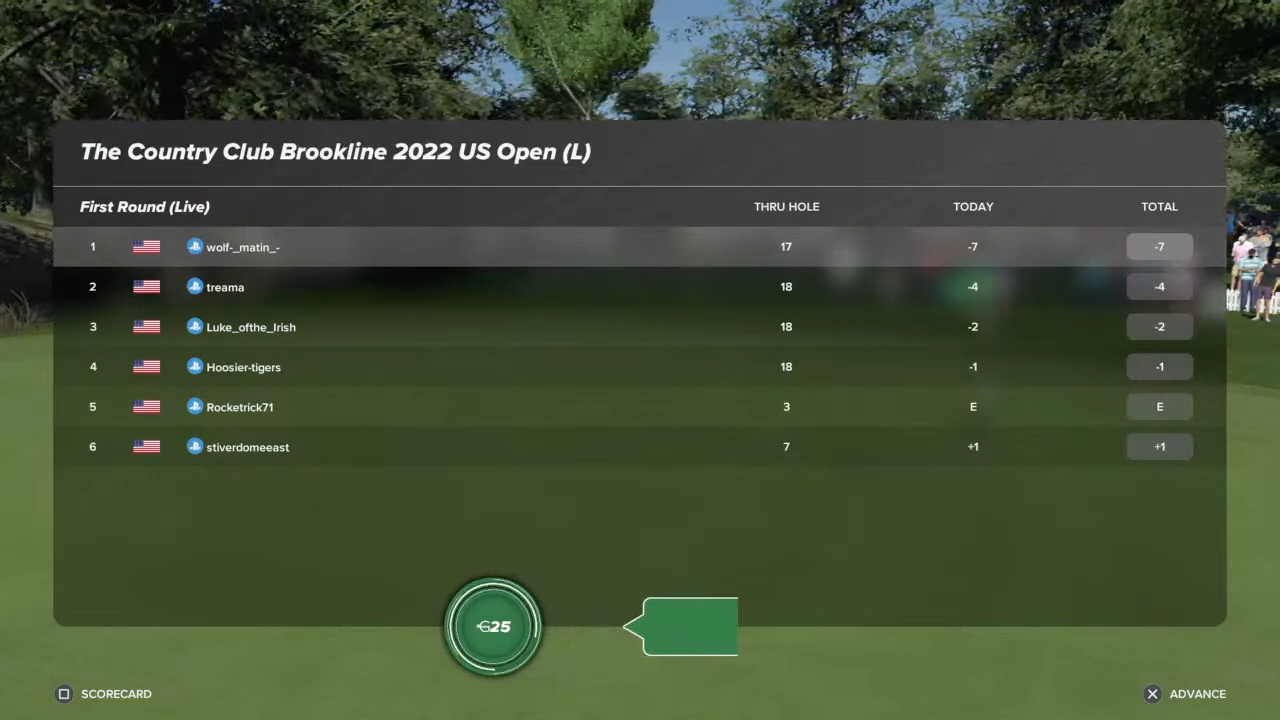 The Country Club Brookline 2022 US Open (L)
First Round (Live) THRU HOLE TODAY TOTAL
1 wolf-_matin_- 17 -7 -7
2 treama 18 -4 -4
3 Luke_ofthe_Irish 18 -2 -2
4 Hoosier-tigers 18 -1 -1
5 Rocketrick71 3 E E
6 stiverdomeeast 7 +1 +1
25
SCORECARD ADVANCE